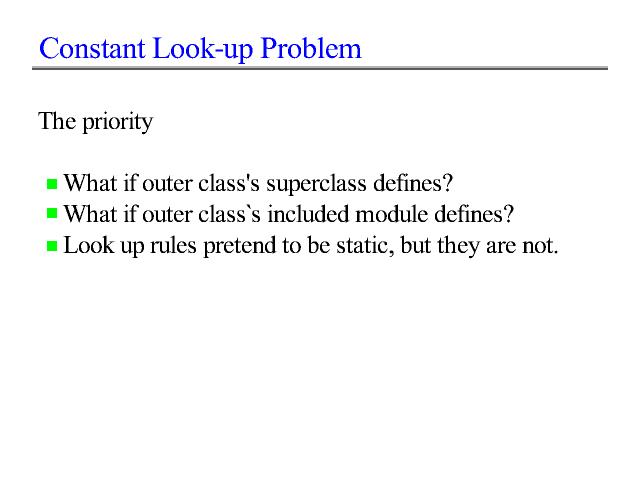 Constant Look-up Problem
The priority
What if outer class's superclass defines?
What if outer class`s included module defines?
Look up rules pretend to be static, but they are not.